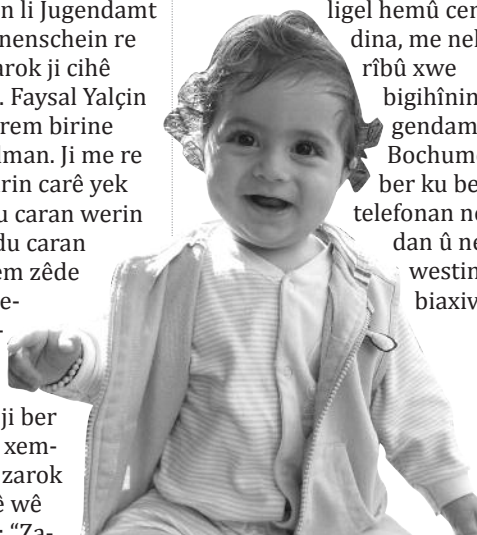 n li Jugendamt
nenschein re
arok ji cihê
. Faysal Yalçin
rem birine
lman. Ji me re
rin carê yek
u caran werin
du caran
em zêde
e-
-
ji ber
xem-
zarok
ê wê
: “Za-
ligel hemû cer
dina, me nel
rîbû xwe
bigihînin
gendam
Bochum
ber ku be
telefonan ne
dan û ne
westin
biaxiv